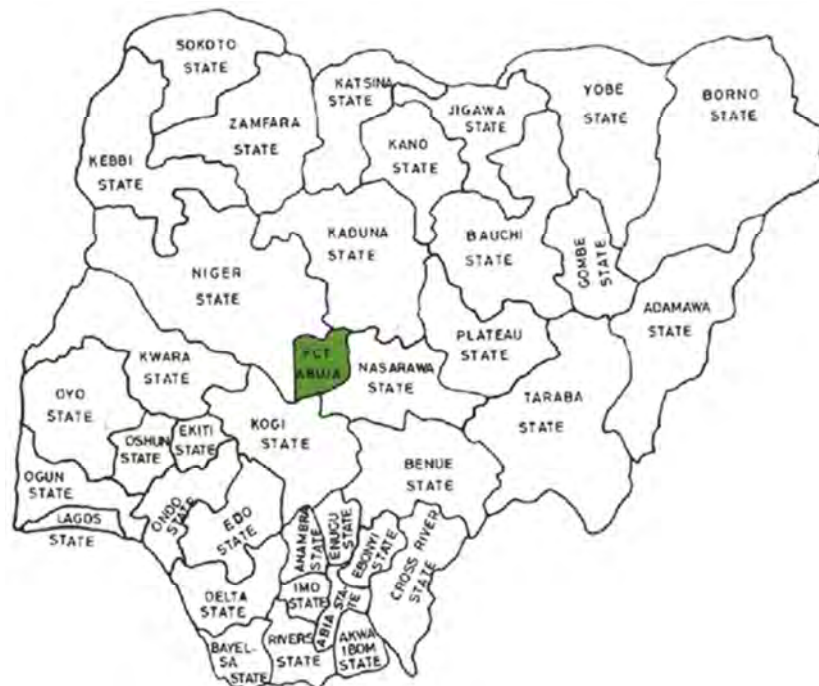 SOKOTO
STATE
KATSINA
STATE
JIGAWA
STATE
YOBE
STATE
BORNO
STATE
ZAMFARA
STATE
KANO
STATE
KEBBI
STATE
KADUNA
STATE
BAUCHI
STATE
GOMBE
STATE
NIGER
STATE
ADAMAWA
STATE
PLATEAU
STATE
FCT
ABUJA
NASARAWA
STATE
KWARA
STATE
OYO
STATE
TARABA
STATE
OSHUN
STATE
EKITI
STATE
KOGI
STATE
BENUE
STATE
OGUN
STATE
LAGOS
STATE
ONDO
STATE
EDO
STATE
ANAMBRA
STATE
ENUGU
STATE
EBONYI
STATE
CROSS RIVER
STATE
DELTA
STATE
IMO
STATE
ABIA STA-
TE
BAYEL-
SA
STATE
RIVERS
STATE
AKWA
IBOM
STATE